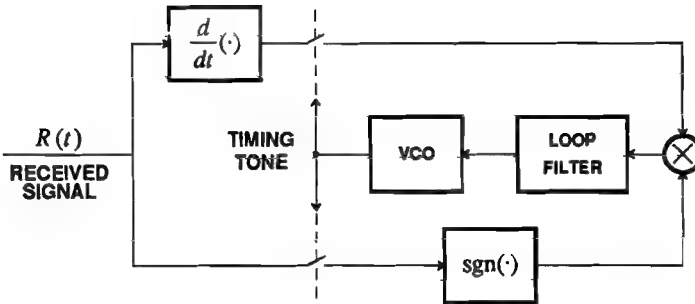 d
dt
(·)
R(t)
RECEIVED
SIGNAL
TIMING
TONE
VCO
LOOP
FILTER
sgn(·)